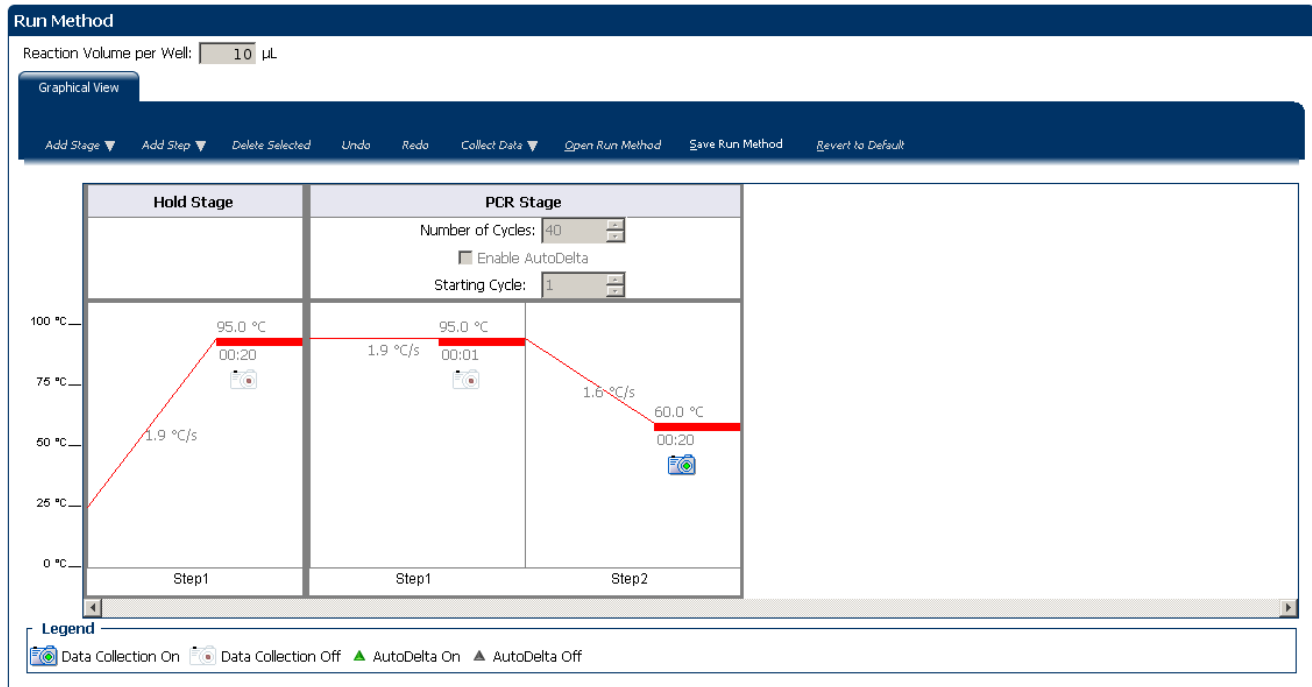 Run Method
Reaction Volume per Well: 10 µL
Graphical View
Add Stage ▼ Add Step ▼ Delete Selected Undo Redo Collect Data ▼ Open Run Method Save Run Method Revert to Default
Hold Stage PCR Stage
Number of Cycles: 40
Enable AutoDelta
Starting Cycle: 1
100 °C 95.0 °C 95.0 °C
1.9 °C/s
00:20 00:01
75 °C
1.6 °C/s
60.0 °C
1.9 °C/s
50 °C 00:20
25 °C
0 °C
Step1 Step1 Step2
Legend
Data Collection On Data Collection Off AutoDelta On AutoDelta Off